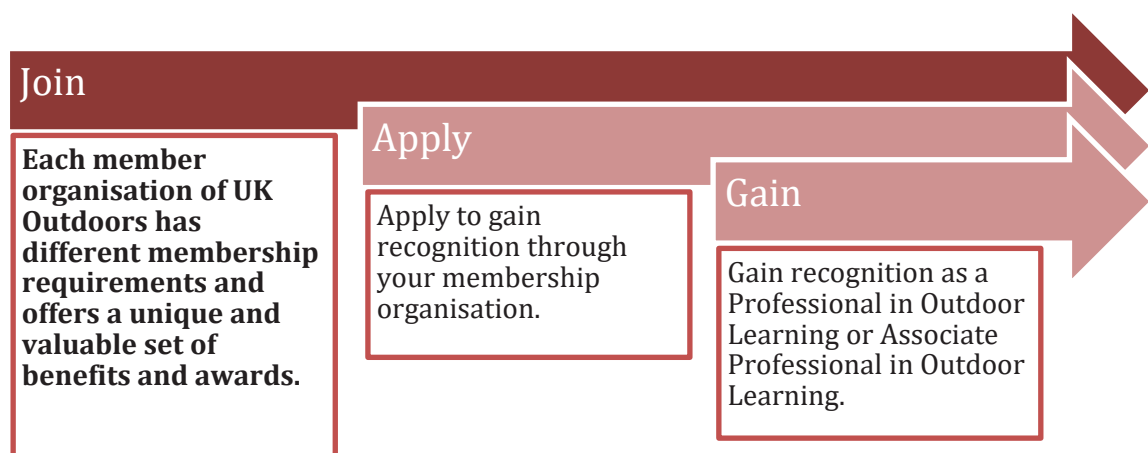 Join
Each member
organisation of UK
Outdoors has
different membership
requirements and
offers a unique and
valuable set of
benefits and awards.
Apply
Apply to gain
recognition through
your membership
organisation.
Gain
Gain recognition as a
Professional in Outdoor
Learning or Associate
Professional in Outdoor
Learning.